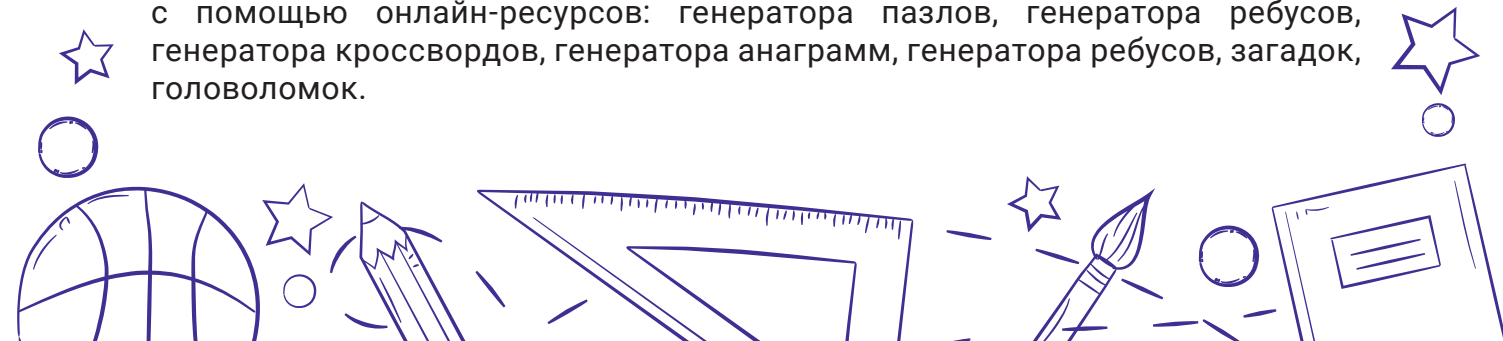 с помощью онлайн-ресурсов: генератора пазлов, генератора ребусов,
генератора кроссвордов, генератора анаграмм, генератора ребусов, загадок,
головоломок.